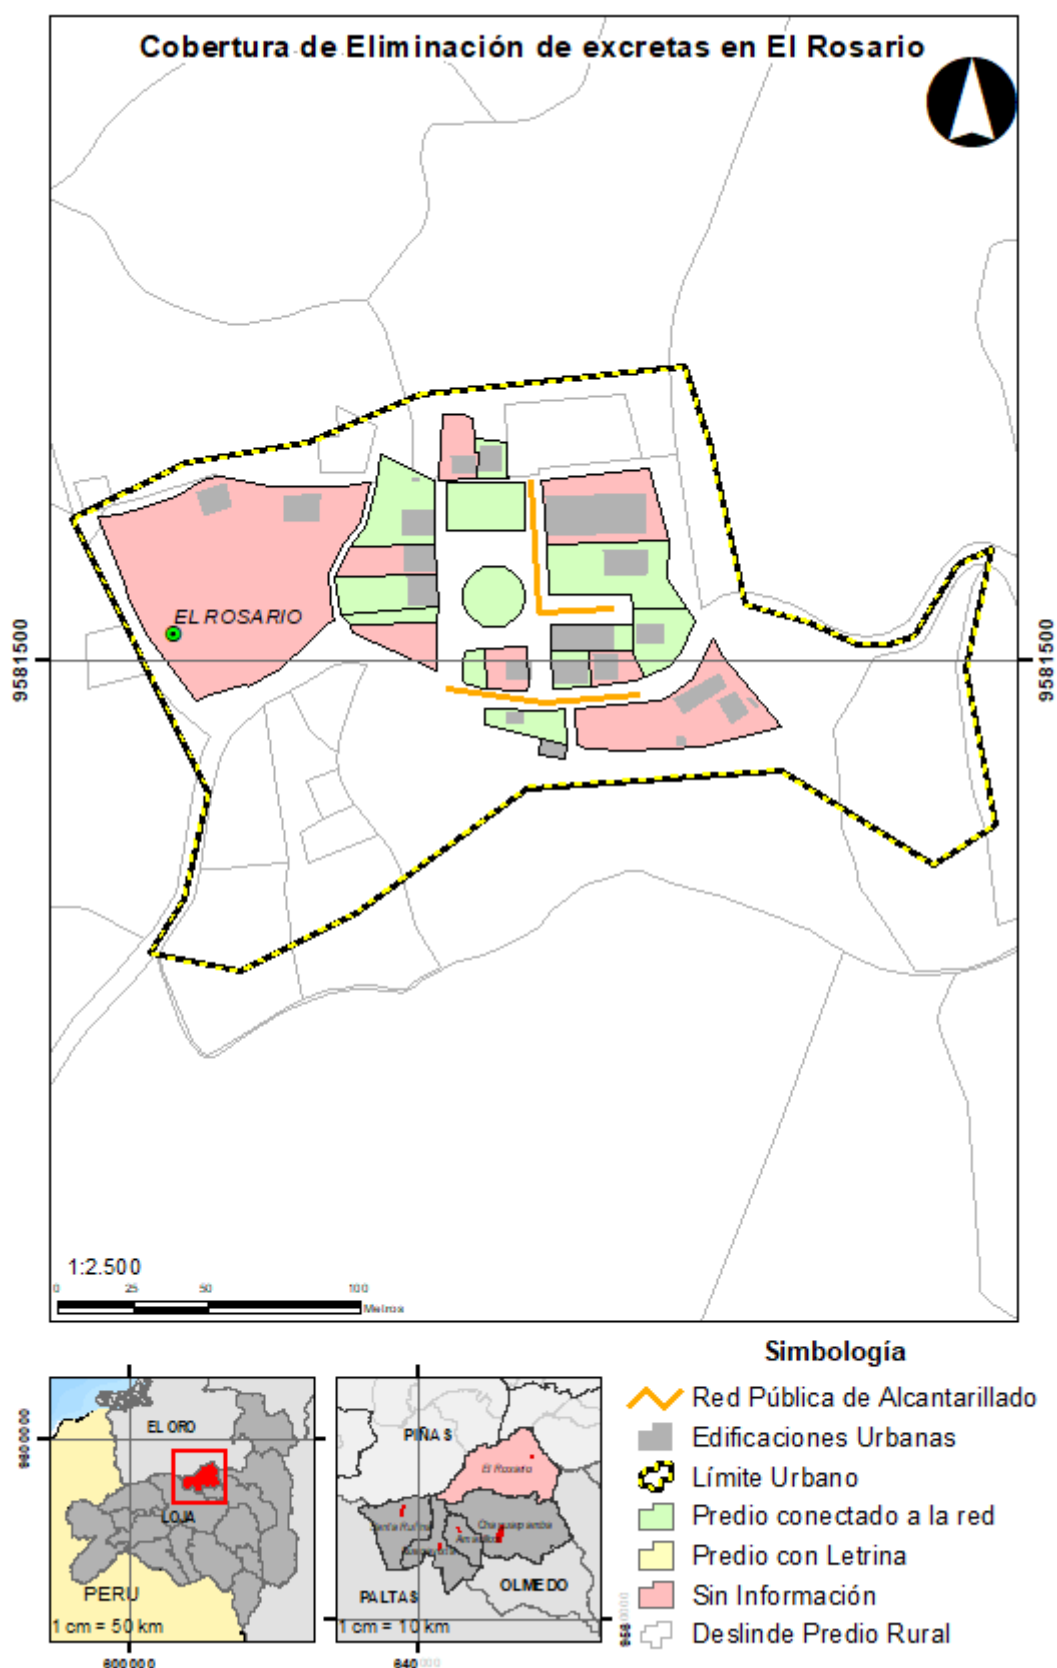 Cobertura de Eliminación de excretas en El Rosario
EL ROSARIO
9581500
9581500
1:2.500
0 25 50 100
Metros
Simbología
Red Pública de Alcantarillado
Edificaciones Urbanas
Límite Urbano
Predio conectado a la red
Predio con Letrina
Sin Información
Deslinde Predio Rural
EL ORO
LOJA
PERU
1 cm = 50 km
600000
PIÑAS
El Rosario
Santa Rufina
Chaguarpamba
PALTAS
OLMEDO
1 cm = 10 km
640000